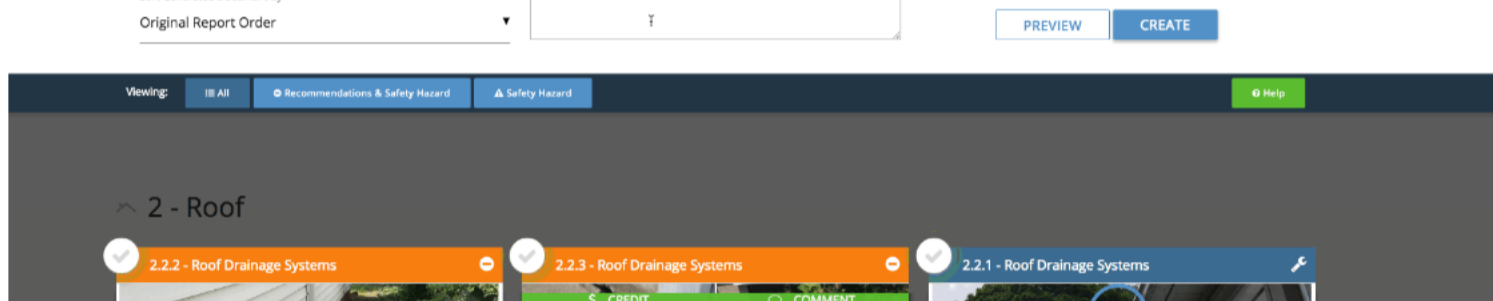 Original Report Order
PREVIEW
CREATE
Viewing:
All
Recommendations & Safety Hazard
Safety Hazard
Help
2 - Roof
2.2.2 - Roof Drainage Systems
2.2.3 - Roof Drainage Systems
2.2.1 - Roof Drainage Systems
$ CREDIT
COMMENT